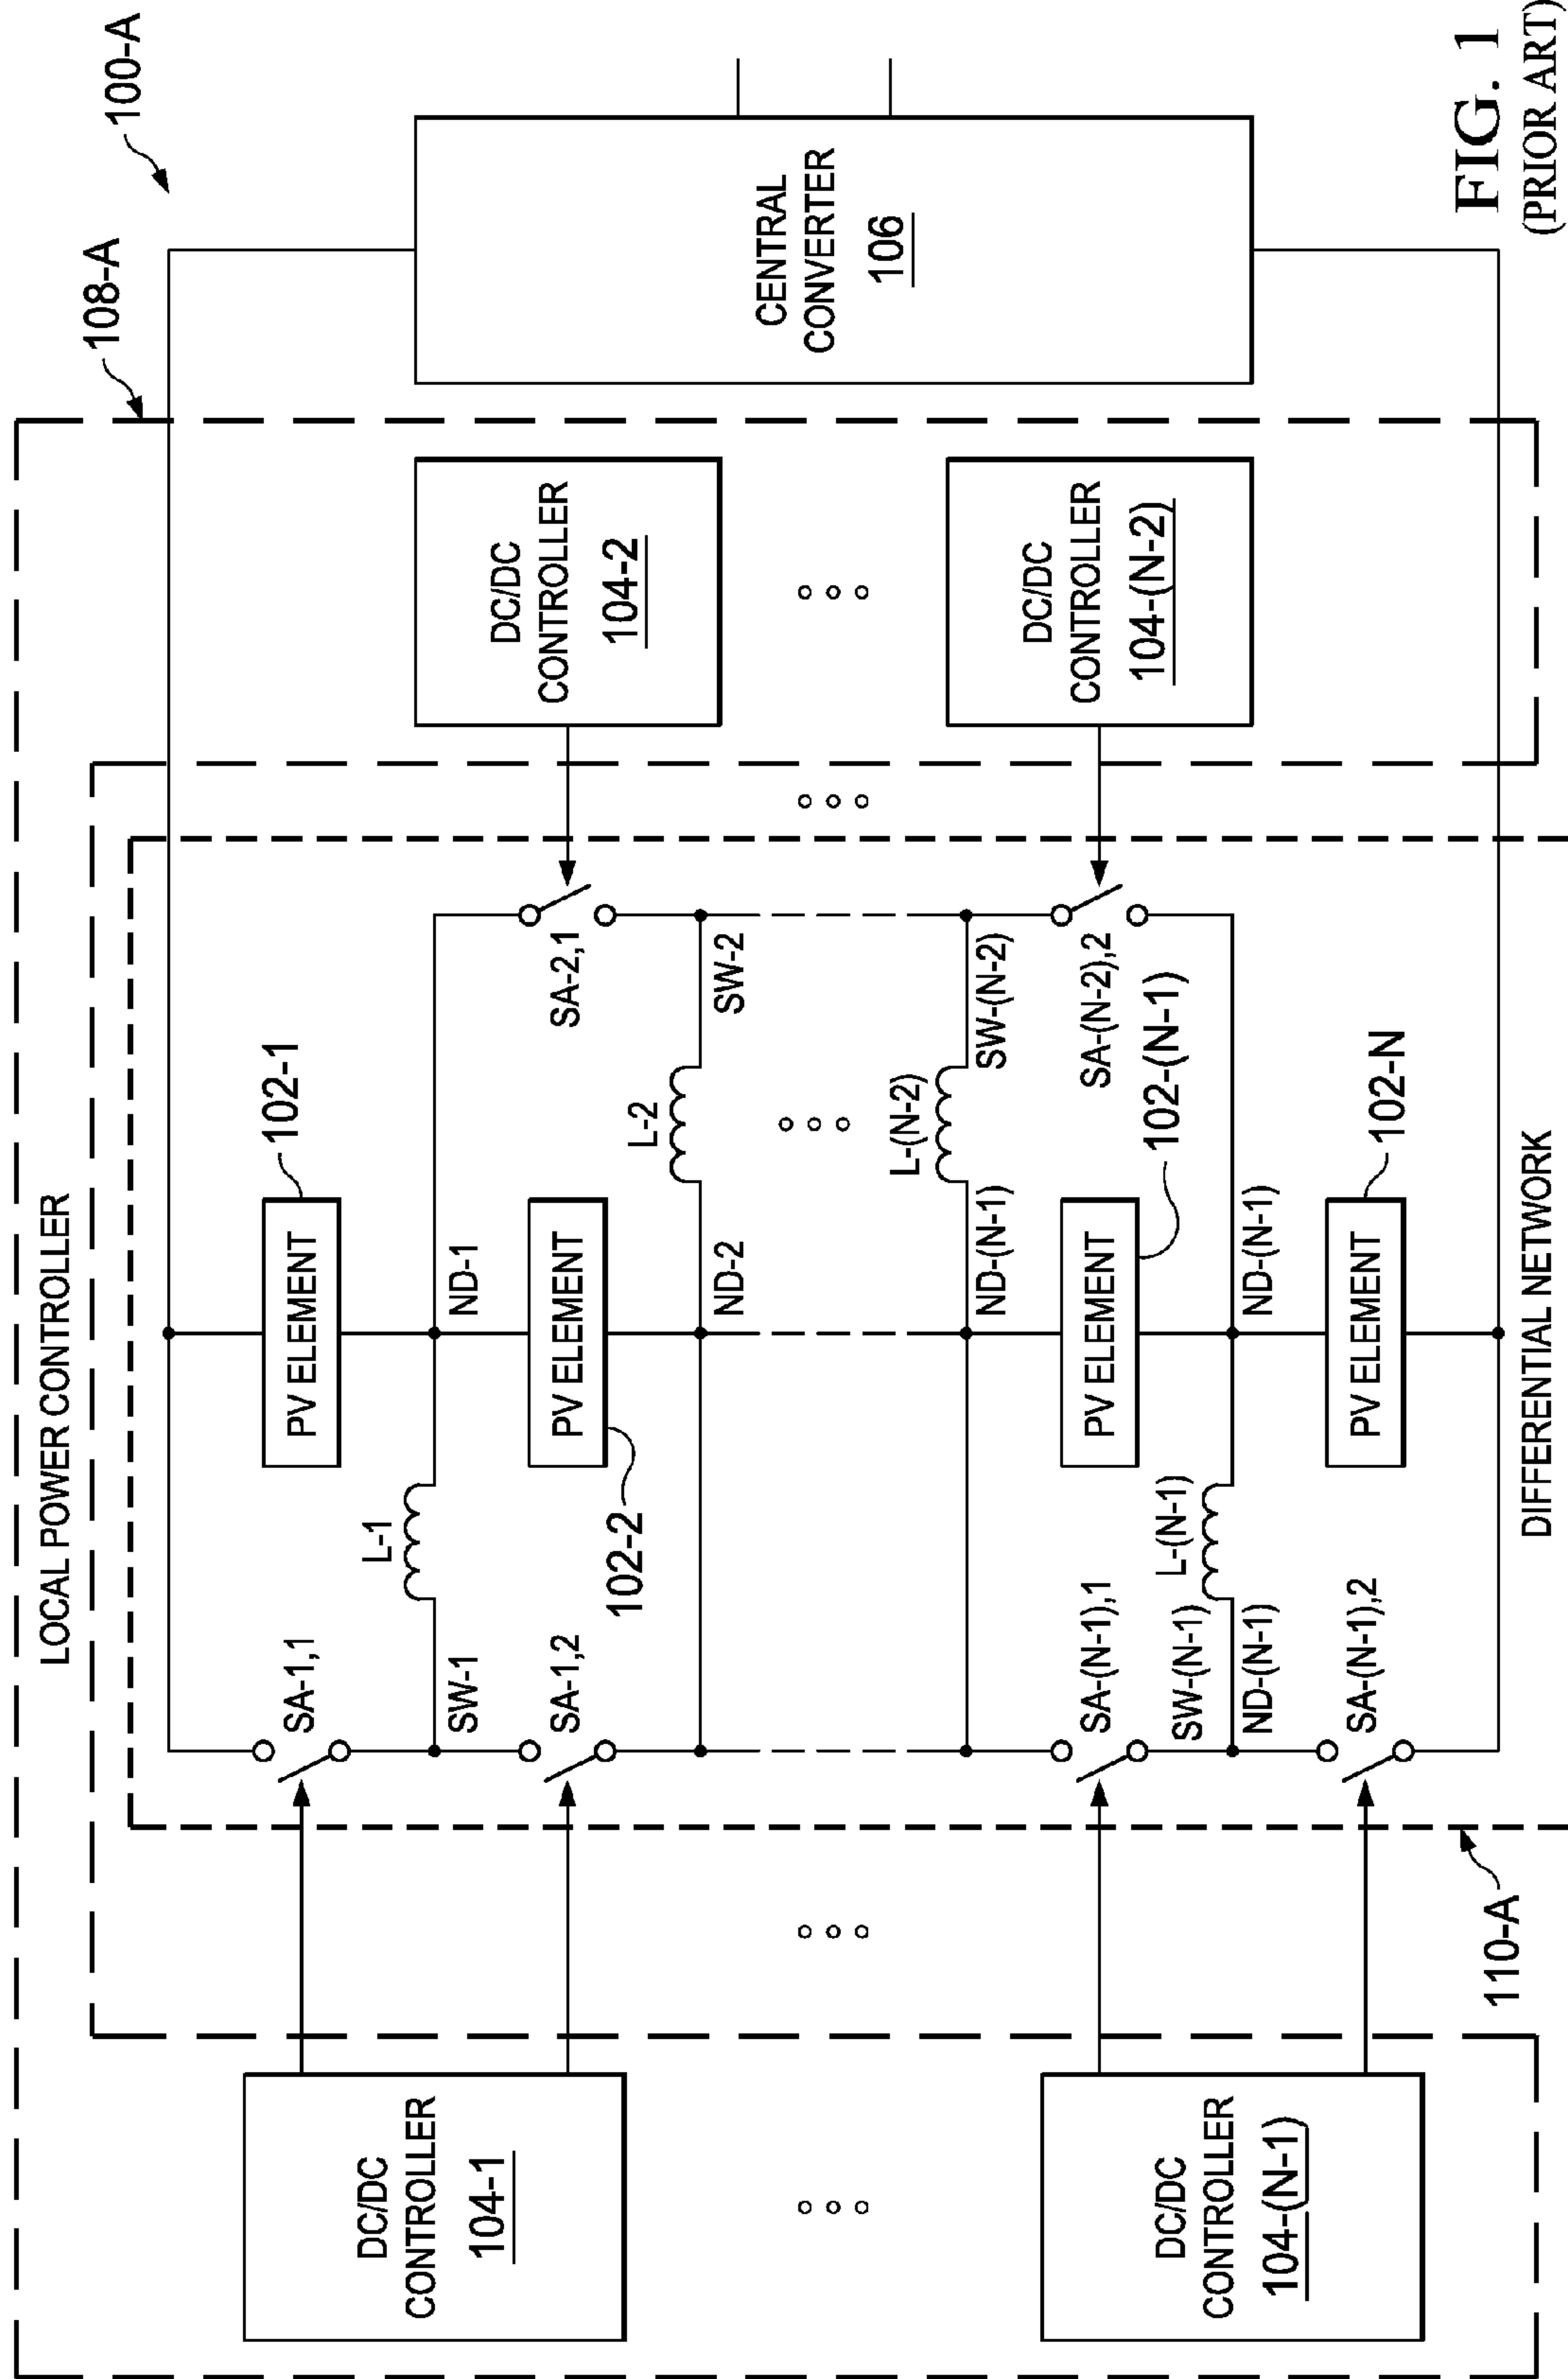 LOCAL POWER CONTROLLER
108-A
100-A
DC/DC
CONTROLLER
104-1
DC/DC
CONTROLLER
104-(N-1)
SA-1,1
SW-1
SA-1,2
SA-(N-1),1
SW-(N-1)
ND-(N-1)
SA-(N-1),2
L-1
L-(N-1)
102-2
PV ELEMENT
PV ELEMENT
PV ELEMENT
PV ELEMENT
102-1
ND-1
ND-2
ND-(N-1)
102-(N-1)
ND-(N-1)
102-N
L-2
L-(N-2)
SA-2,1
SW-2
SW-(N-2)
SA-(N-2),2
DC/DC
CONTROLLER
104-2
DC/DC
CONTROLLER
104-(N-2)
CENTRAL
CONVERTER
106
110-A
DIFFERENTIAL NETWORK
FIG. 1
(PRIOR ART)